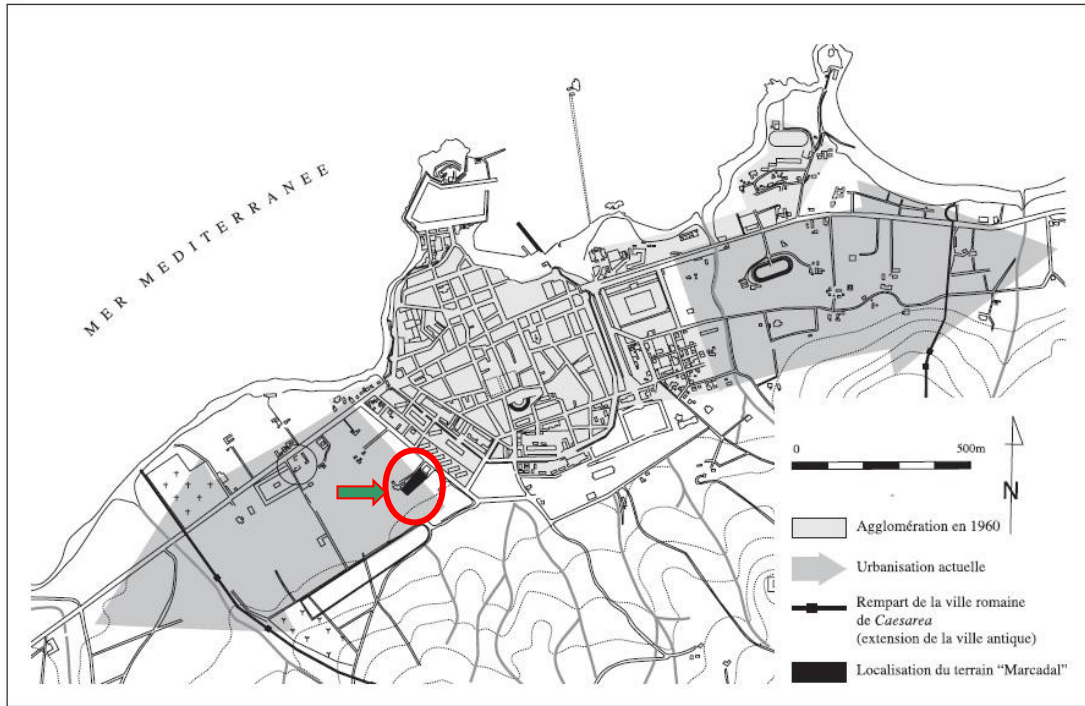 MER MEDITERRANEE
0 500m
N
Agglomération en 1960
Urbanisation actuelle
Rempart de la ville romaine
de Caesarea
(extension de la ville antique)
Localisation du terrain “Marcadal”